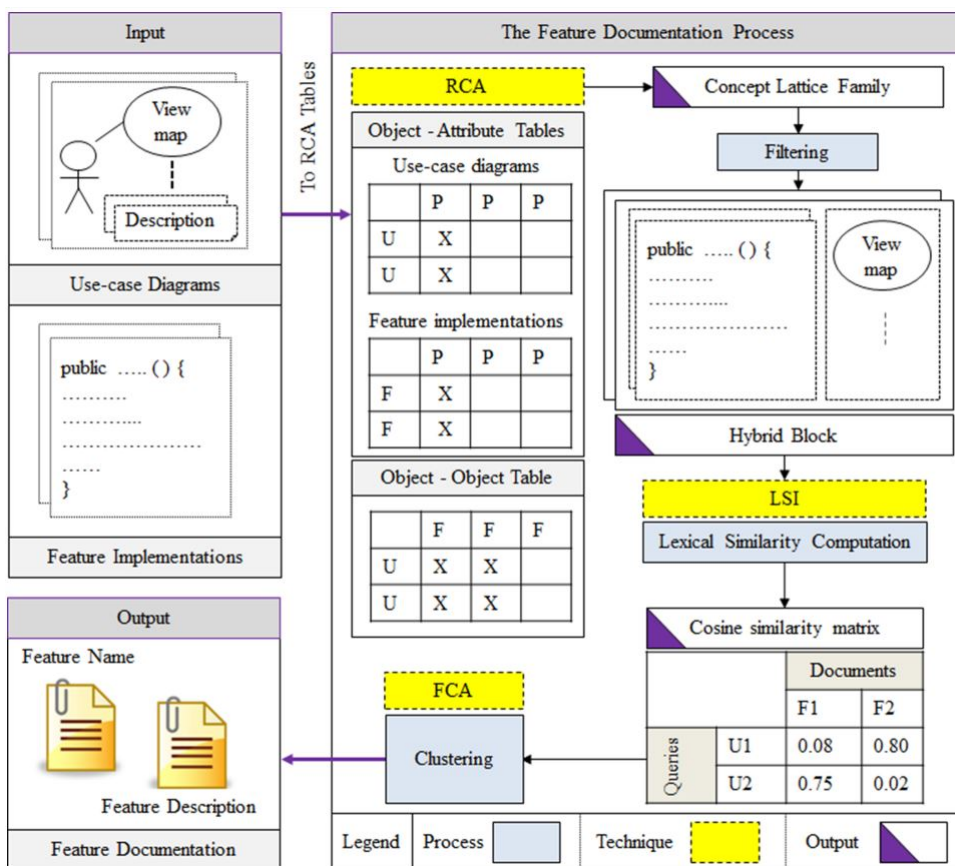 Input
View
map
Description
Use-case Diagrams
public ..... ( ) {
..........
.............
......................
......
}
Feature Implementations
To RCA Tables
The Feature Documentation Process
RCA
Object - Attribute Tables
Use-case diagrams
P P P
U X
U X
Feature implementations
P P P
F X
F X
Object - Object Table
F F F
U X X
U X X
Concept Lattice Family
Filtering
public ..... ( ) {
..........
.............
......................
......
}
View
map
Hybrid Block
LSI
Lexical Similarity Computation
Cosine similarity matrix
Documents
F1 F2
Queries
U1 0.08 0.80
U2 0.75 0.02
FCA
Clustering
Output
Feature Name
Feature Description
Feature Documentation
Legend Process Technique Output